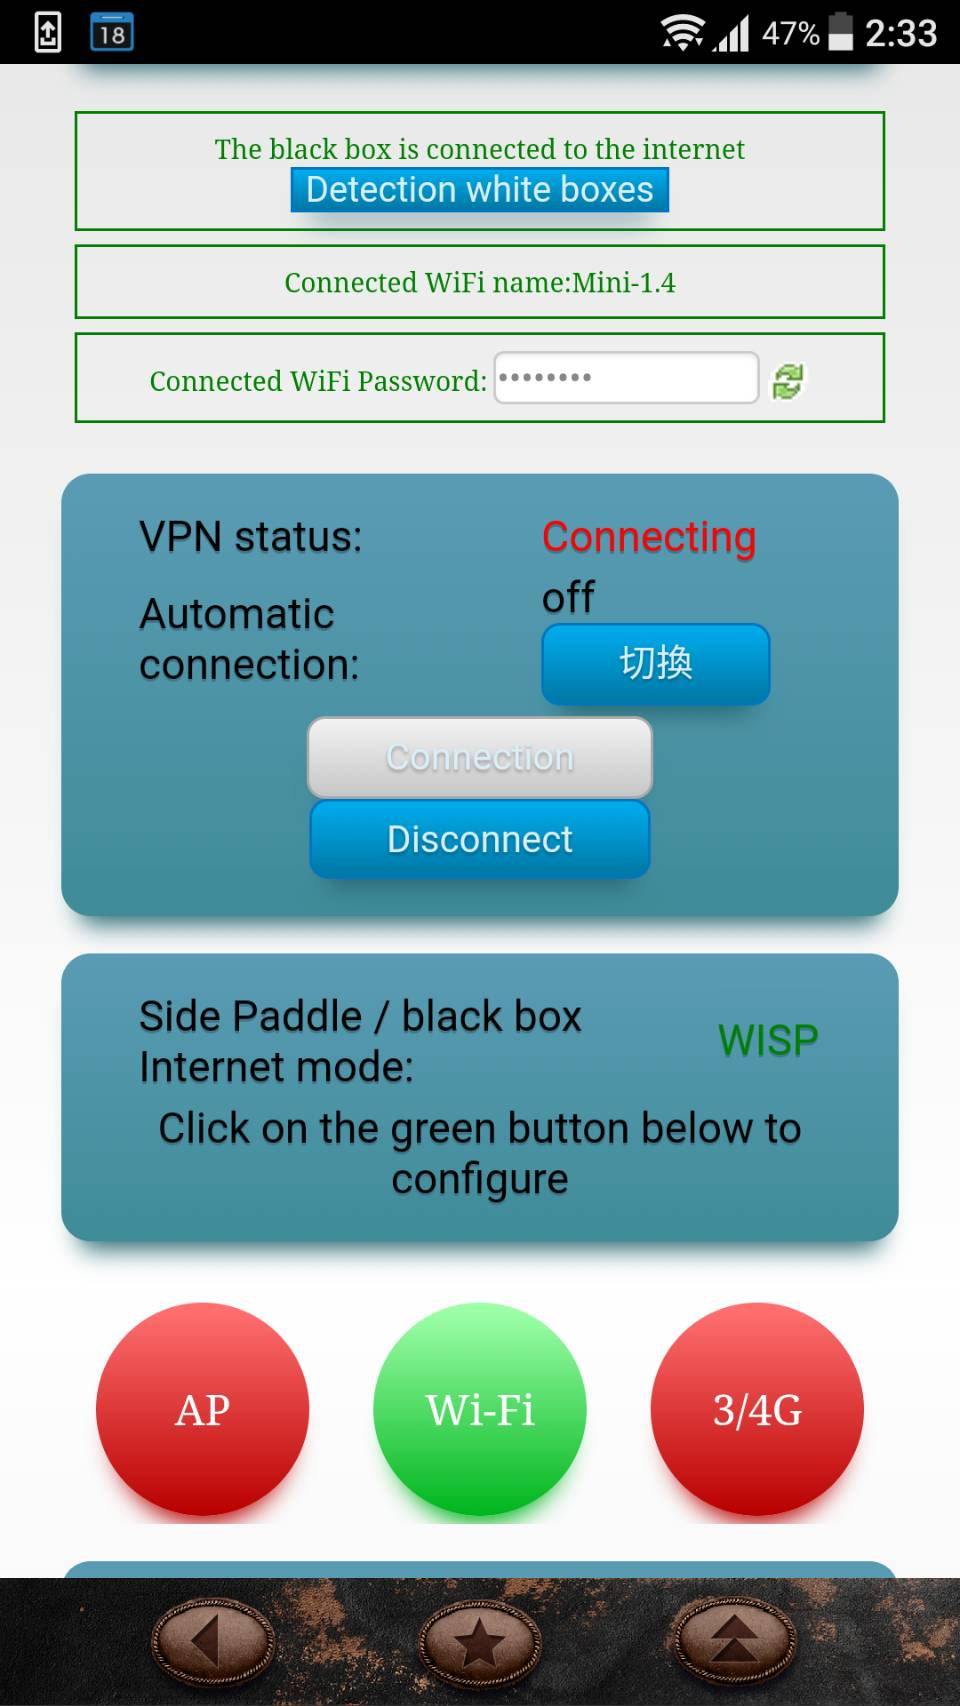 18
47%
2:33
The black box is connected to the internet
Detection white boxes
Connected WiFi name:Mini-1.4
Connected WiFi Password: ••••••••
VPN status: Connecting
Automatic connection: off
切換
Connection
Disconnect
Side Paddle / black box
Internet mode:
WISP
Click on the green button below to
configure
AP
Wi-Fi
3/4G